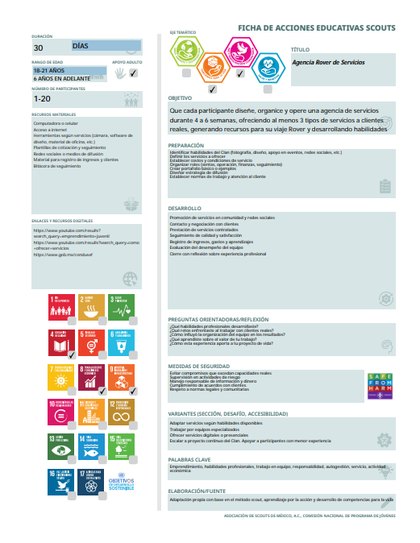 FICHA DE ACCIONES EDUCATIVAS SCOUTS
DURACIÓN
30 DÍAS
RANGO DE EDAD
APOYO ADULTO
18-21 AÑOS
6 AÑOS EN ADELANTE
NÚMERO DE PARTICIPANTES
1-20
RECURSOS MATERIALES
Computadora o celular
Acceso a internet
Herramientas según servicios (cámara, software de
diseño, material de oficina, etc.)
Plantillas de cotización y seguimiento
Redes sociales o medios de difusión
Material para registro de ingresos y clientes
Bitácora de seguimiento
ENLACES Y RECURSOS DIGITALES
https://www.youtube.com/results?
search_query=emprendimiento+juvenil
https://www.youtube.com/results?search_query=como
+ofrecer+servicios
https://www.gob.mx/condusef
OBJETIVOS
EJE TEMÁTICO
TÍTULO
Agencia Rover de Servicios
OBJETIVO
Que cada participante diseñe, organice y opere una agencia de servicios
durante 4 a 6 semanas, ofreciendo al menos 3 tipos de servicios a clientes
reales, generando recursos para su viaje Rover y desarrollando habilidades
PREPARACIÓN
Identificar habilidades del Clan (fotografía, diseño, apoyo en eventos, redes sociales, etc.)
Definir los servicios a ofrecer
Establecer costos y condiciones de servicio
Organizar roles (ventas, operación, finanzas, seguimiento)
Crear portafolio básico o ejemplos
Diseñar estrategia de difusión
Establecer normas de trabajo y atención al cliente
DESARROLLO
Promoción de servicios en comunidad y redes sociales
Contacto y negociación con clientes
Prestación de servicios contratados
Seguimiento de calidad y satisfacción
Registro de ingresos, gastos y aprendizajes
Evaluación del desempeño del equipo
Cierre con reflexión sobre experiencia profesional
PREGUNTAS ORIENTADORAS/REFLEXIÓN
¿Qué habilidades profesionales desarrollaste?
¿Qué retos enfrentaste al trabajar con clientes reales?
¿Cómo influyó la organización del equipo en los resultados?
¿Qué aprendiste sobre el valor de tu trabajo?
¿Cómo esta experiencia aporta a tu proyecto de vida?
MEDIDAS DE SEGURIDAD
Evitar compromisos que excedan capacidades reales
Supervisión en actividades de riesgo
Manejo responsable de información y dinero
Cumplimiento de acuerdos con clientes
Respeto a normas legales y comunitarias
SAFE
FROM
HARM
VARIANTES (SECCIÓN, DESAFÍO, ACCESIBILIDAD)
Adaptar servicios según habilidades disponibles
Trabajar por equipos especializados
Ofrecer servicios digitales o presenciales
Escalar a proyecto continuo del Clan. Apoyar a participantes con menor experiencia
PALABRAS CLAVE
Emprendimiento, habilidades profesionales, trabajo en equipo, responsabilidad, autogestión, servicio, actividad
económica
ELABORACIÓN/FUENTE
Adaptación propia con base en el método scout, aprendizaje por la acción y desarrollo de competencias para la vida
ASOCIACIÓN DE SCOUTS DE MÉXICO, A.C., COMISIÓN NACIONAL DE PROGRAMA DE JÓVENES